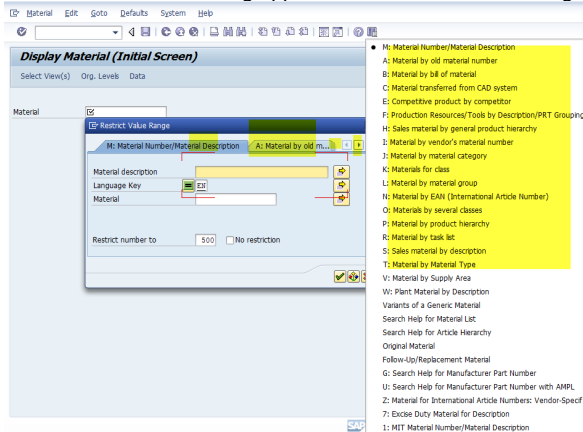 Material Edit Goto Defaults System Help
Display Material (Initial Screen)
Select View(s) Org. Levels Data
Material
Restrict Value Range
M: Material Number/Material Description A: Material by old m...
Material description
Language Key = EN
Material
Restrict number to 500 No restriction
M: Material Number/Material Description
A: Material by old material number
B: Material by bill of material
C: Material transferred from CAD system
E: Competitive product by competitor
F: Production Resources/Tools by Description/PRT Grouping
H: Sales material by general product hierarchy
I: Material by vendor's material number
J: Material by material category
K: Materials for class
L: Material by material group
N: Material by EAN (International Article Number)
O: Materials by several classes
P: Material by product hierarchy
R: Material by task list
S: Sales material by description
T: Material by Material Type
V: Material by Supply Area
W: Plant Material by Description
Variants of a Generic Material
Search Help for Material List
Search Help for Article Hierarchy
Original Material
Follow-Up/Replacement Material
G: Search Help for Manufacturer Part Number
U: Search Help for Manufacturer Part Number with AMPL
Z: Material for International Article Numbers: Vendor-Specif
7: Excise Duty Material for Description
1: MIT Material Number/Material Description
SAP